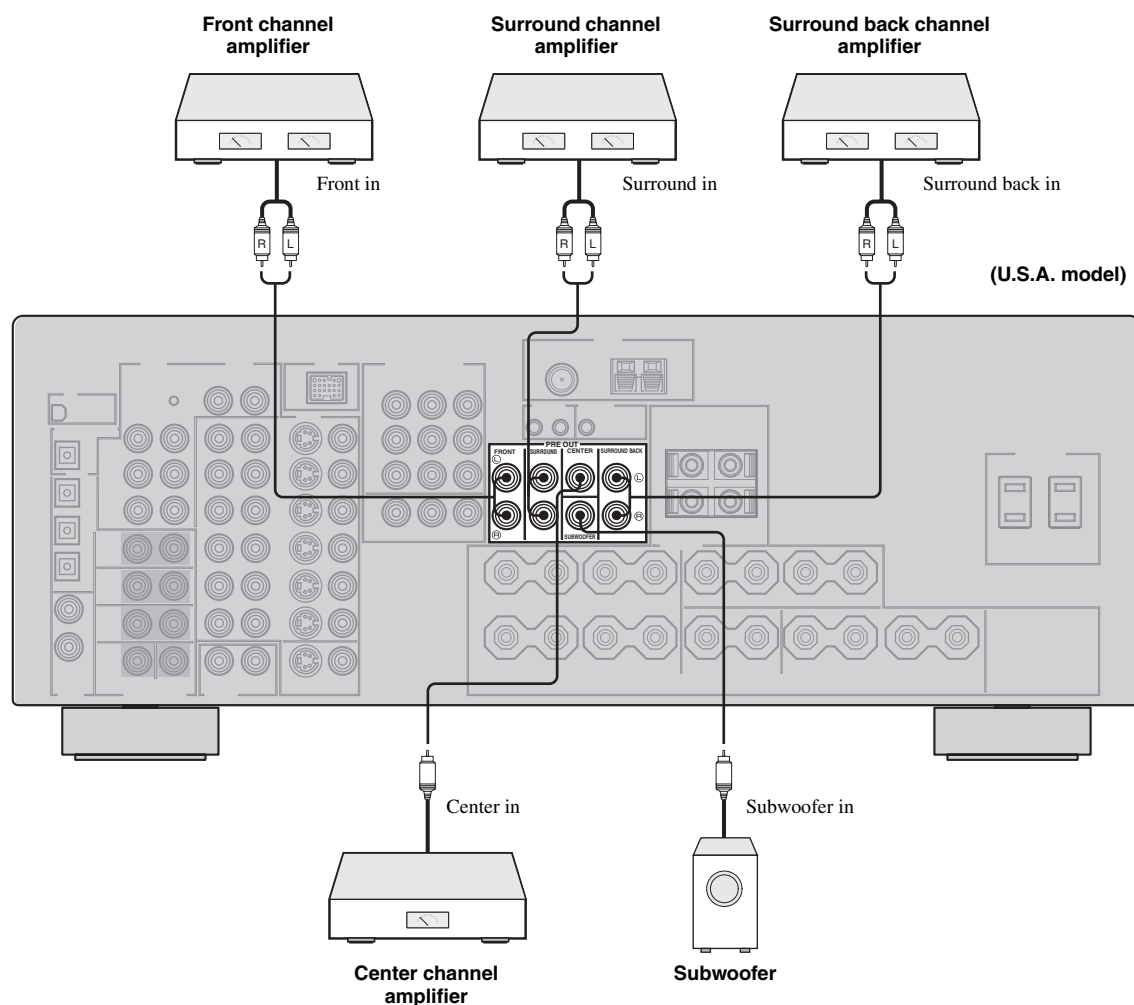 Front channel
amplifier
Surround channel
amplifier
Surround back channel
amplifier
Front in
Surround in
Surround back in
R L
R L
R L
(U.S.A. model)
PRE OUT
FRONT SURROUND CENTER SURROUND BACK
L L
R R
SUBWOOFER
Center in
Subwoofer in
Center channel
amplifier
Subwoofer